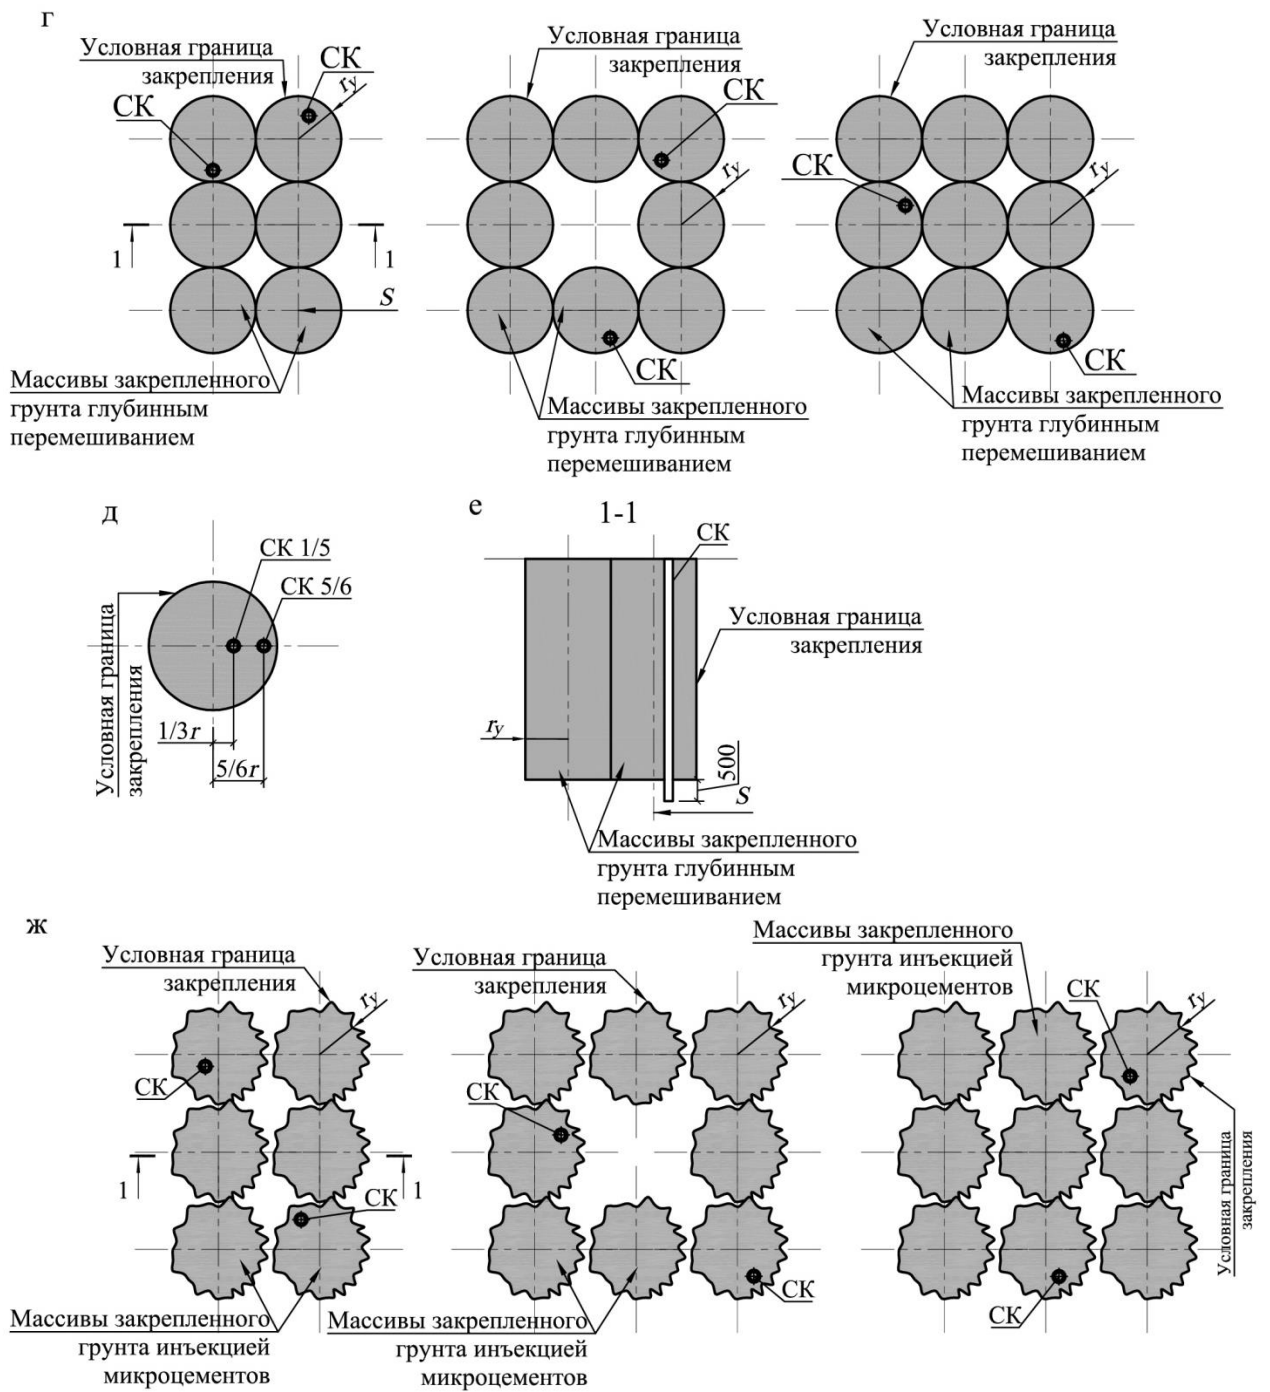 г
Условная граница
закрепления
СК
СК
rу
1
1
S
Массивы закрепленного
грунта глубинным
перемешиванием
Условная граница
закрепления
СК
rу
СК
Массивы закрепленного
грунта глубинным
перемешиванием
Условная граница
закрепления
СК
rу
СК
Массивы закрепленного
грунта глубинным
перемешиванием
д
СК 1/5
СК 5/6
Условная граница
закрепления
1/3r
5/6r
е
1-1
СК
Условная граница
закрепления
rу
500
S
Массивы закрепленного
грунта глубинным
перемешиванием
ж
Условная граница
закрепления
rу
СК
1
1
СК
Массивы закрепленного
грунта инъекцией
микроцементов
Условная граница
закрепления
rу
СК
СК
Массивы закрепленного
грунта инъекцией
микроцементов
Массивы закрепленного
грунта инъекцией
микроцементов
СК
rу
Условная граница
закрепления
СК